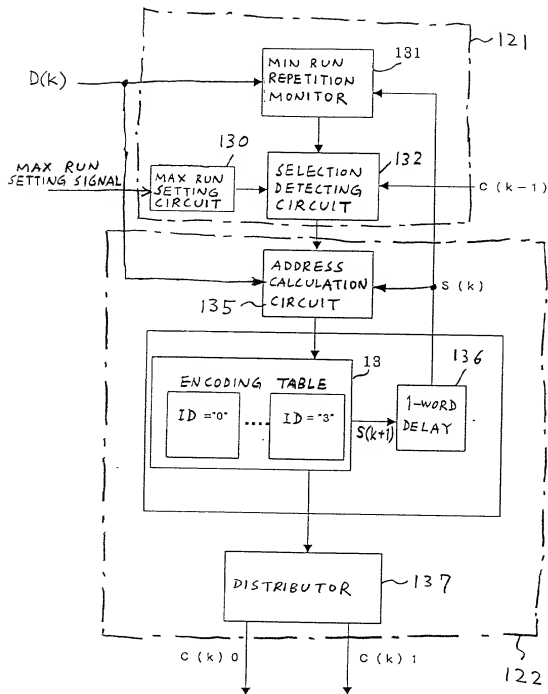 121
MIN RUN
REPETITION
MONITOR
131
D(k)
MAX RUN
SETTING SIGNAL
130
MAX RUN
SETTING
CIRCUIT
SELECTION
DETECTING
CIRCUIT
132
C(k-1)
ADDRESS
CALCULATION
CIRCUIT
135
S(k)
13
ENCODING TABLE
ID="0"
ID="3"
S(k+1)
136
1-WORD
DELAY
DISTRIBUTOR
137
C(k)0
C(k)1
122